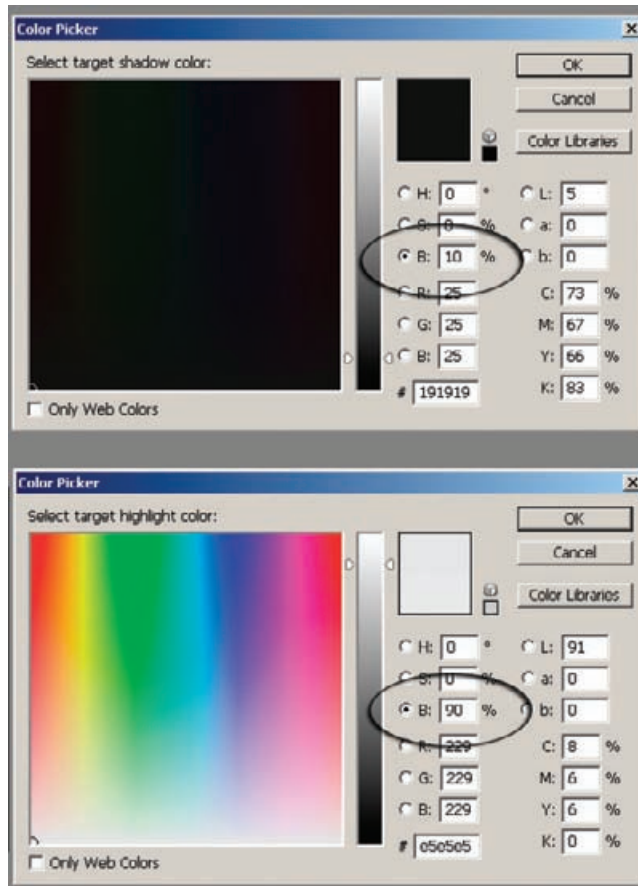 Color Picker
Select target shadow color:
OK
Cancel
Color Libraries
H: 0 °
S: 0 %
B: 10 %
R: 25
G: 25
B: 25
# 191919
L: 5
a: 0
b: 0
C: 73 %
M: 67 %
Y: 66 %
K: 83 %
Only Web Colors
Color Picker
Select target highlight color:
OK
Cancel
Color Libraries
H: 0 °
S: 0 %
B: 90 %
R: 229
G: 229
B: 229
# e5e5e5
L: 91
a: 0
b: 0
C: 8 %
M: 6 %
Y: 6 %
K: 0 %
Only Web Colors